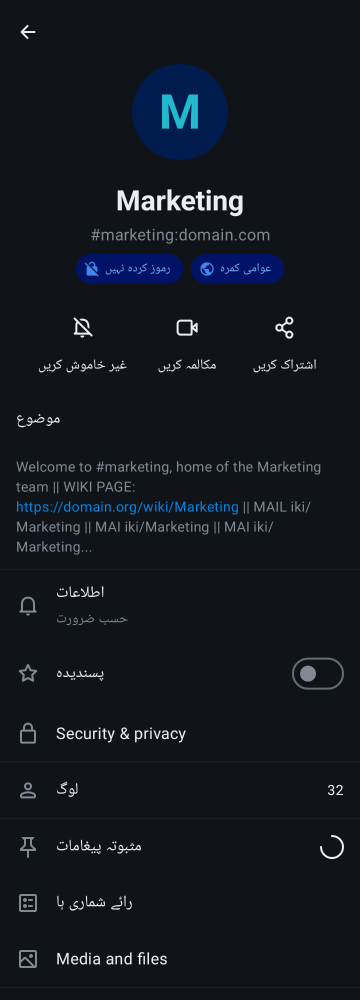 M
Marketing
#marketing:domain.com
رموز کردہ نہیں
عوامی کمرہ
غیر خاموش کریں
مکالمہ کریں
اشتراک کریں
موضوع
Welcome to #marketing, home of the Marketing
team || WIKI PAGE:
https://domain.org/wiki/Marketing || MAIL iki/
Marketing || MAI iki/Marketing || MAI iki/
Marketing...
اطلاعات
حسب ضرورت
پسندیدہ
Security & privacy
لوگ
32
مثبوتہ پیغامات
رائے شماری ہا
Media and files